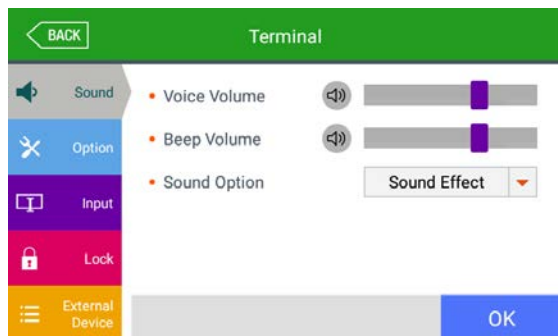 BACK
Terminal
Sound
Option
Input
Lock
External
Device
• Voice Volume
• Beep Volume
• Sound Option
Sound Effect
OK